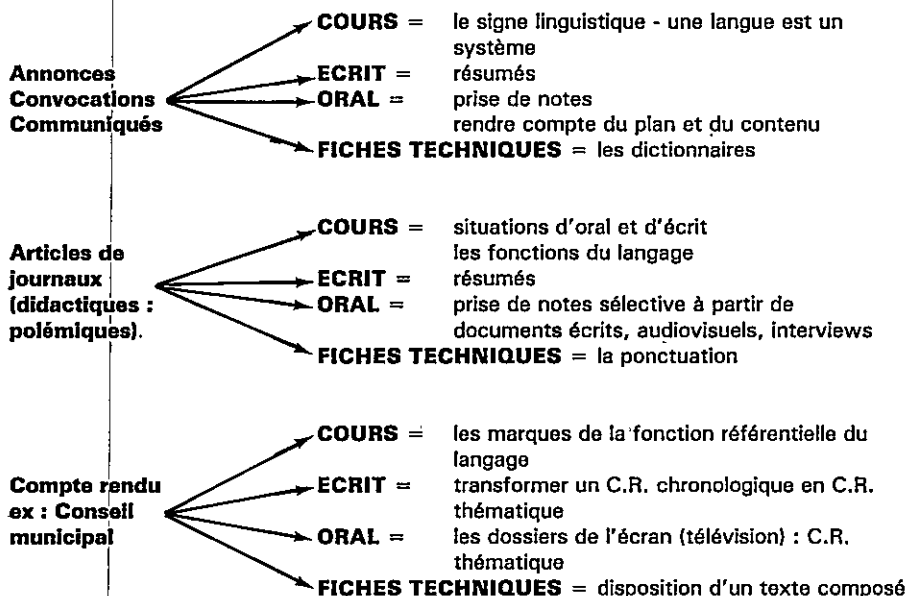 COURS = le signe linguistique - une langue est un
système
Annonces
Convocations
Communiqués
ECRIT = résumés
ORAL = prise de notes
rendre compte du plan et du contenu
FICHES TECHNIQUES = les dictionnaires
COURS = situations d'oral et d'écrit
les fonctions du langage
Articles de
journaux
(didactiques :
polémiques).
ECRIT = résumés
ORAL = prise de notes sélective à partir de
documents écrits, audiovisuels, interviews
FICHES TECHNIQUES = la ponctuation
COURS = les marques de la fonction référentielle du
langage
Compte rendu
ex : Conseil
municipal
ECRIT = transformer un C.R. chronologique en C.R.
thématique
ORAL = les dossiers de l'écran (télévision) : C.R.
thématique
FICHES TECHNIQUES = disposition d'un texte composé